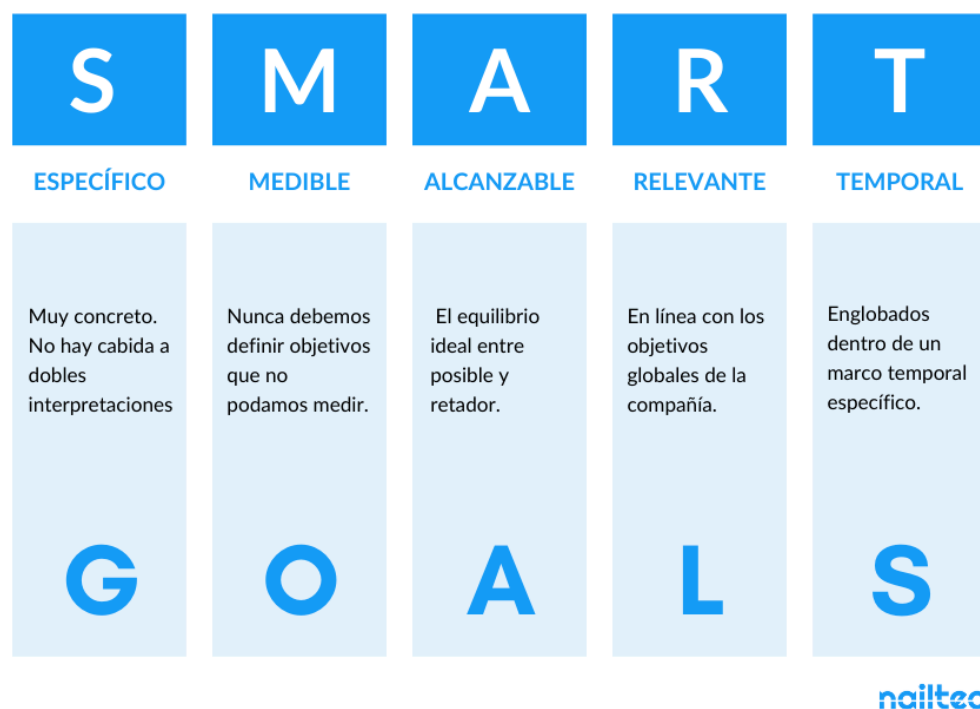 S M A R T
ESPECÍFICO
MEDIBLE
ALCANZABLE
RELEVANTE
TEMPORAL
Muy concreto.
No hay cabida a
dobles
interpretaciones
Nunca debemos
definir objetivos
que no
podamos medir.
El equilibrio
ideal entre
posible y
retador.
En línea con los
objetivos
globales de la
compañía.
Englobados
dentro de un
marco temporal
específico.
G O A L S